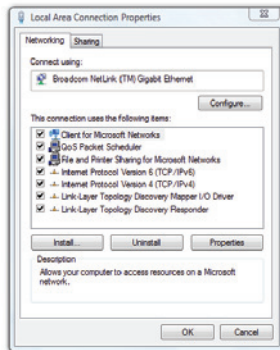 Local Area Connection Properties
Networking
Sharing
Connect using:
Broadcom NetLink (TM) Gigabit Ethernet
Configure...
This connection uses the following items:
Client for Microsoft Networks
QoS Packet Scheduler
File and Printer Sharing for Microsoft Networks
Internet Protocol Version 6 (TCP/IPv6)
Internet Protocol Version 4 (TCP/IPv4)
Link-Layer Topology Discovery Mapper I/O Driver
Link-Layer Topology Discovery Responder
Install...
Uninstall
Properties
Description
Allows your computer to access resources on a Microsoft
network.
OK
Cancel